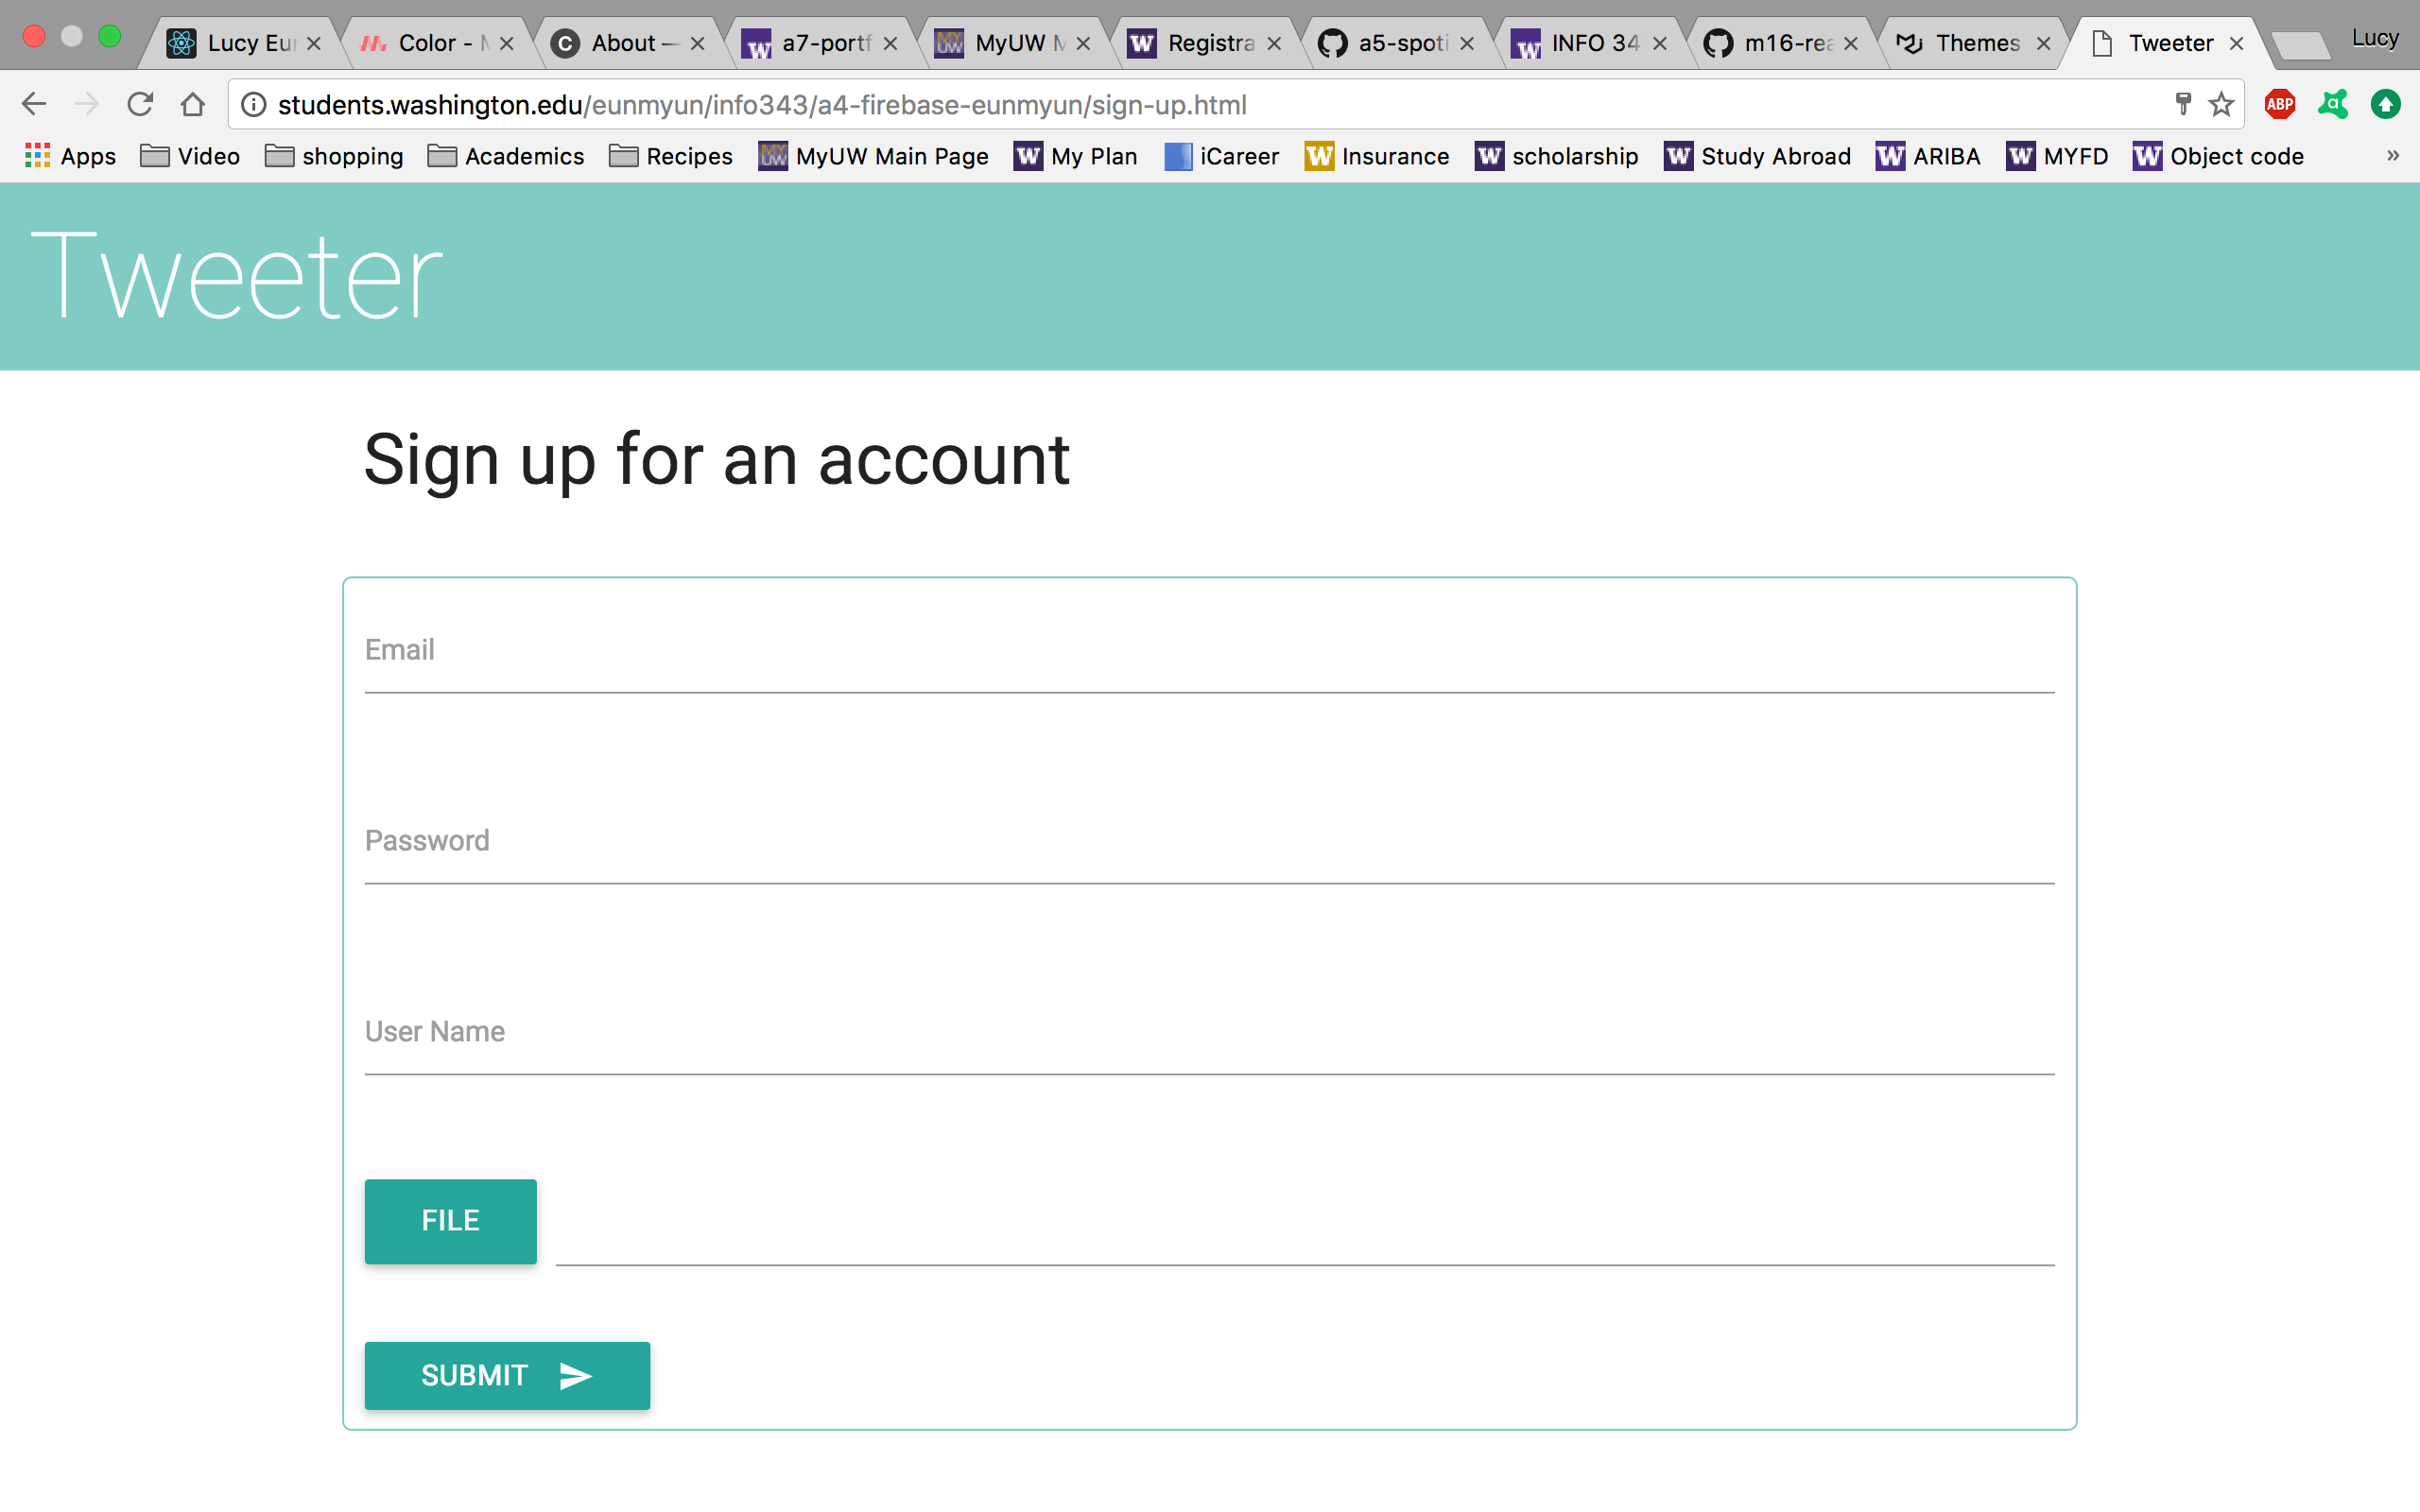 Lucy Eun Color - M About — a7-portf MyUW M Registra a5-spoti INFO 34 m16-rea Themes Tweeter Lucy
students.washington.edu/eunmyun/info343/a4-firebase-eunmyun/sign-up.html ABP a
Apps Video shopping Academics Recipes MyUW Main Page My Plan iCareer Insurance scholarship Study Abroad ARIBA MYFD Object code »
Tweeter
Sign up for an account
Email
Password
User Name
FILE
SUBMIT